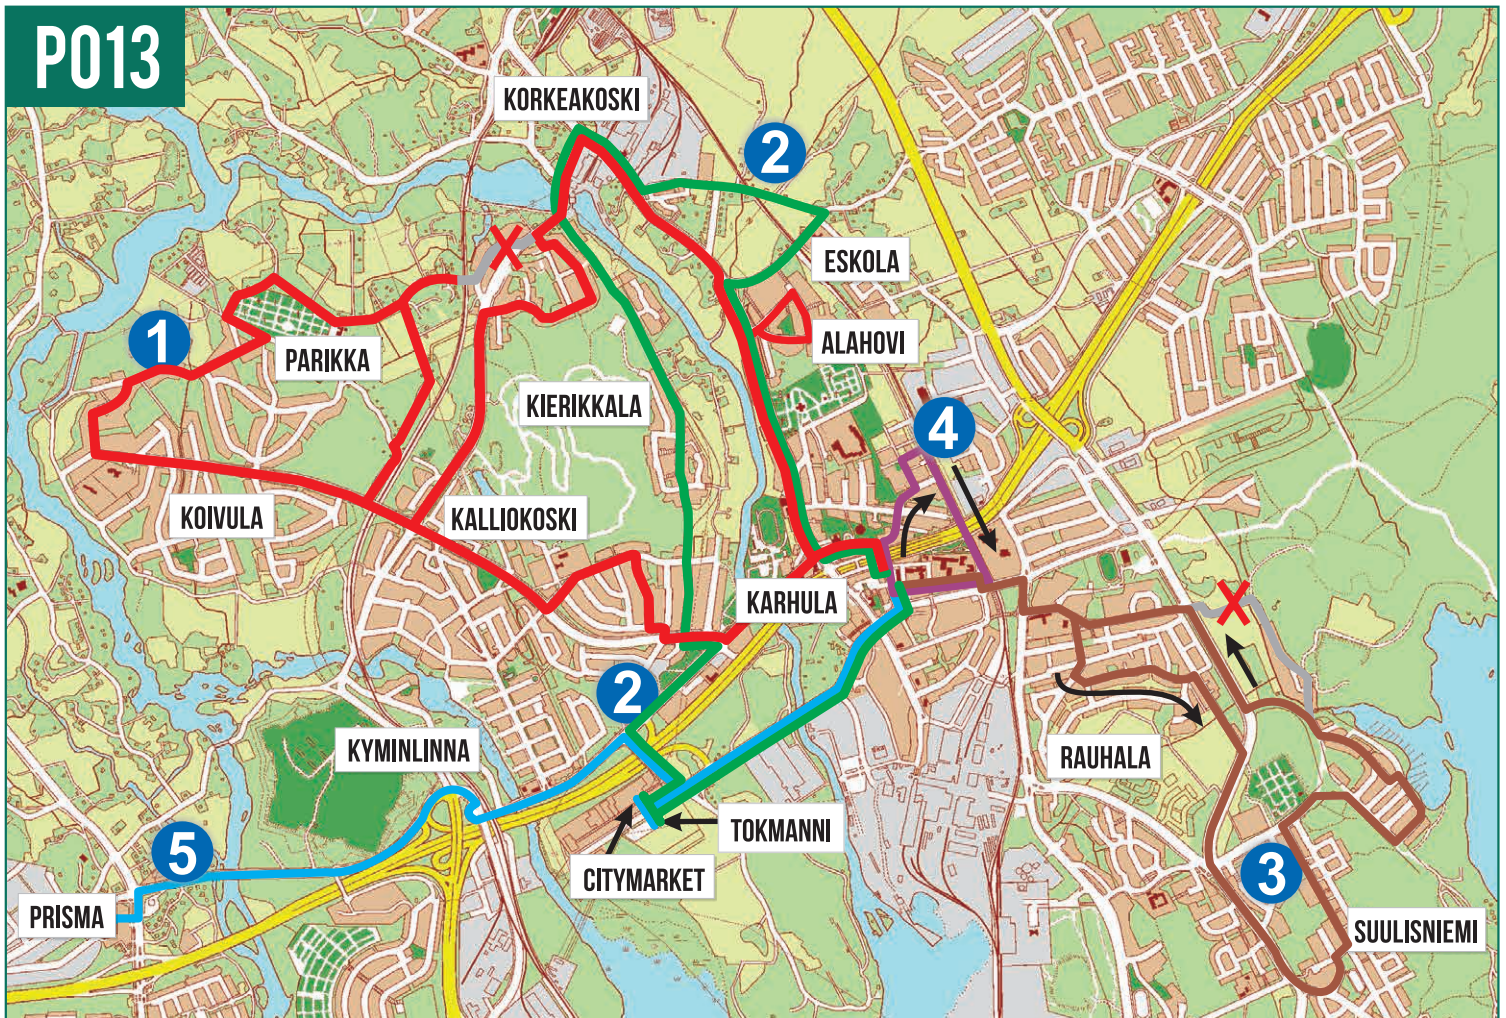 P013
KORKEAKOSKI
2
ESKOLA
1
PARIKKA
ALAHOVI
KIERIKKALA
4
KOIVULA
KALLIOKOSKI
KARHULA
2
KYMINLINNA
RAUHALA
TOKMANNI
5
CITYMARKET
3
PRISMA
SUULISNIEMI